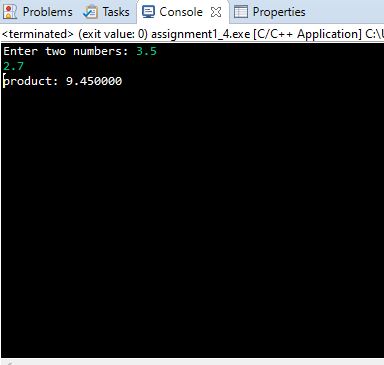 Problems Tasks Console Properties
<terminated> (exit value: 0) assignment1_4.exe [C/C++ Application] C:\U
Enter two numbers: 3.5
2.7
product: 9.450000